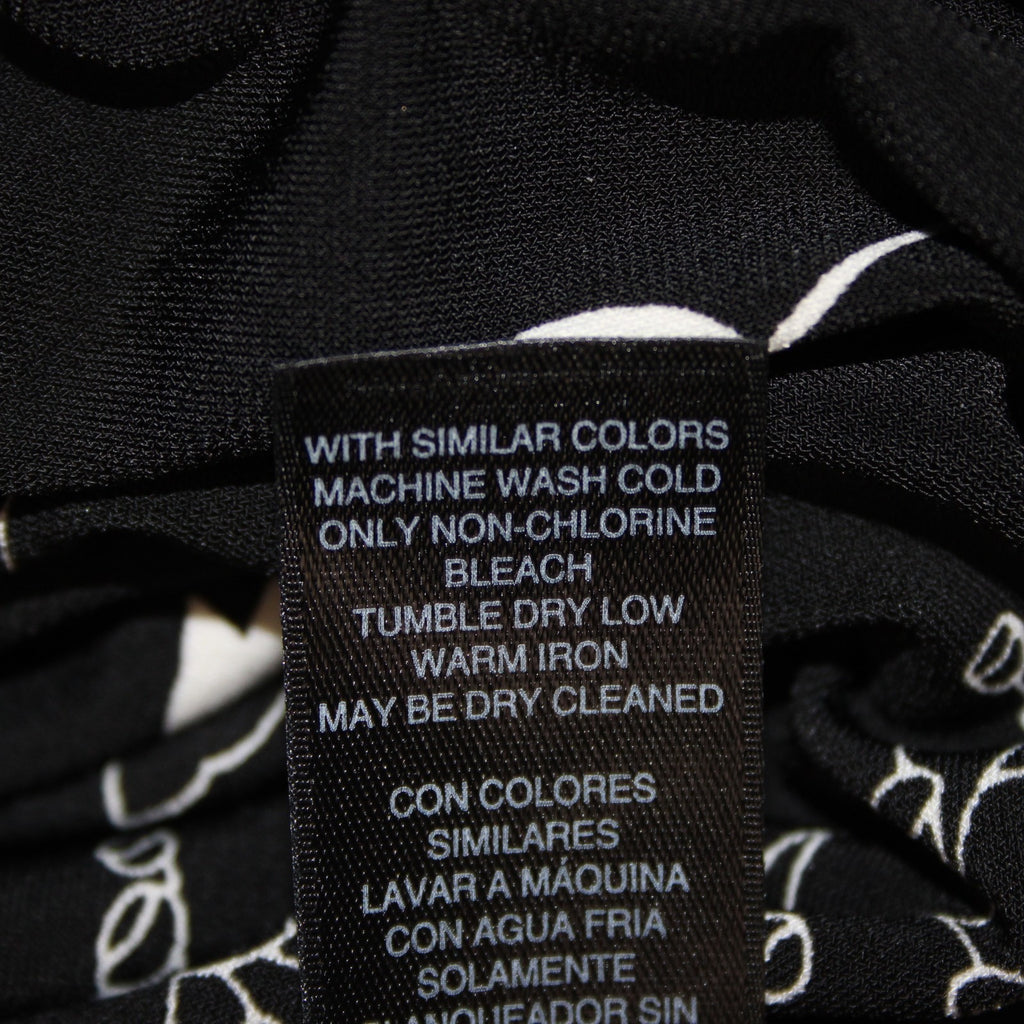 WITH SIMILAR COLORS
MACHINE WASH COLD
ONLY NON-CHLORINE
BLEACH
TUMBLE DRY LOW
WARM IRON
MAY BE DRY CLEANED
CON COLORES
SIMILARES
LAVAR A MÁQUINA
CON AGUA FRIA
SOLAMENTE
SIN